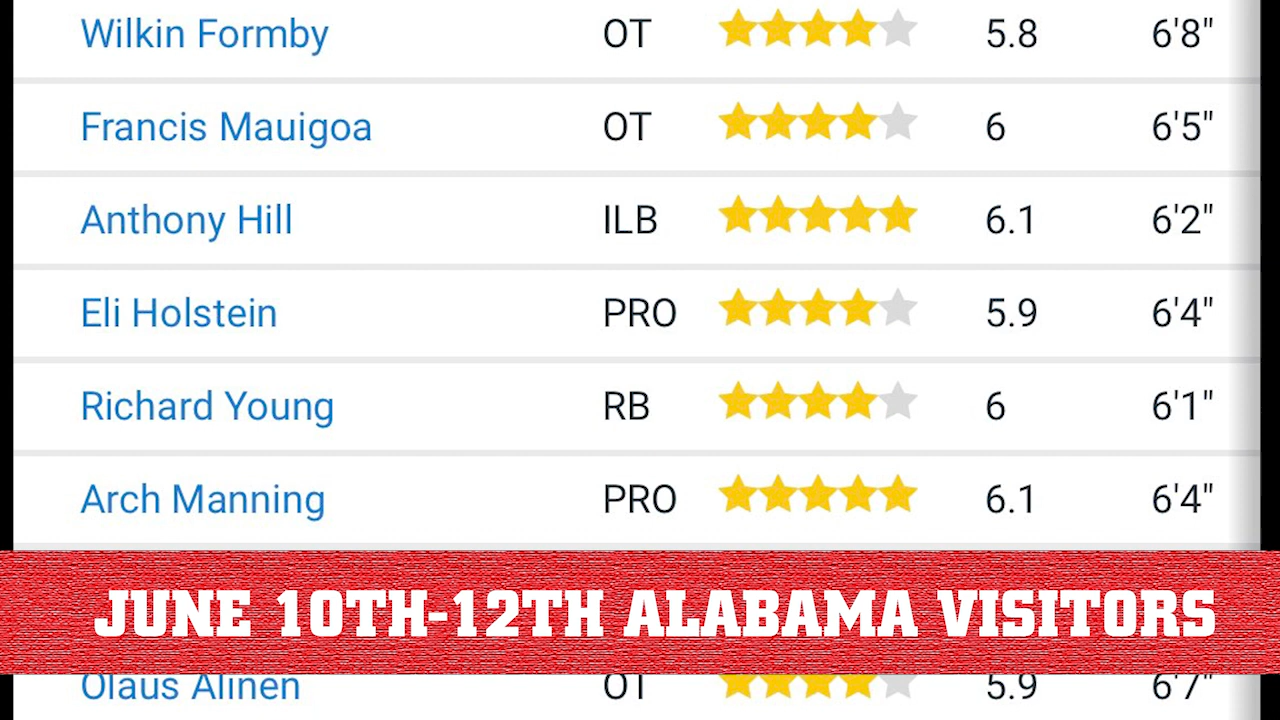 Wilkin Formby OT 5.8 6'8"
Francis Mauigoa OT 6 6'5"
Anthony Hill ILB 6.1 6'2"
Eli Holstein PRO 5.9 6'4"
Richard Young RB 6 6'1"
Arch Manning PRO 6.1 6'4"
JUNE 10TH-12TH ALABAMA VISITORS
Olaus Alinen OT 5.9 6'7"